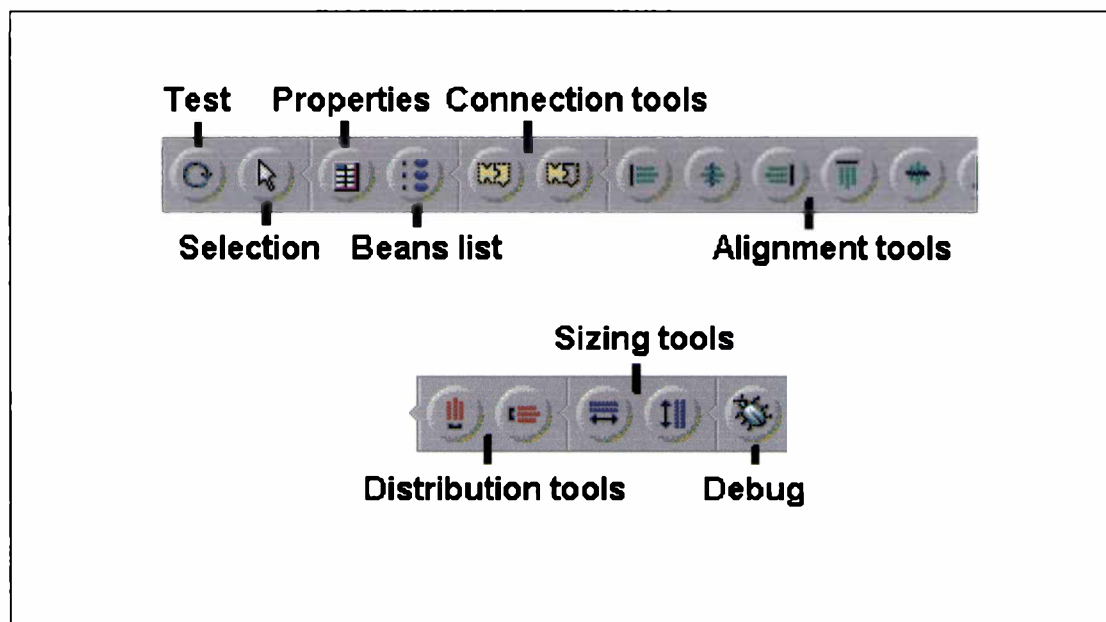 Test Properties Connection tools
Selection Beans list Alignment tools
Sizing tools
Distribution tools Debug